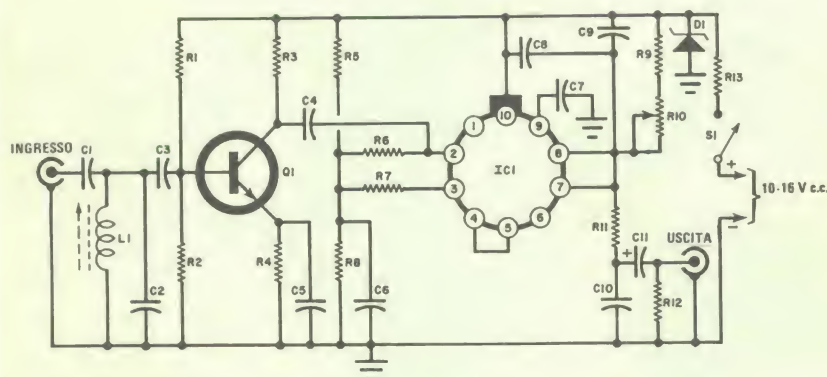 C9
D1
R1
R3
R5
C8
R9
R13
C4
C7
R10
INGRESSO
C1
C3
Q1
R6
R7
1
10
9
2
8
3
7
4
5
6
IC1
S1
+
10-15 V c.c.
-
L1
C2
R2
R4
C5
R8
C6
R11
+
C11
USCITA
C10
R12